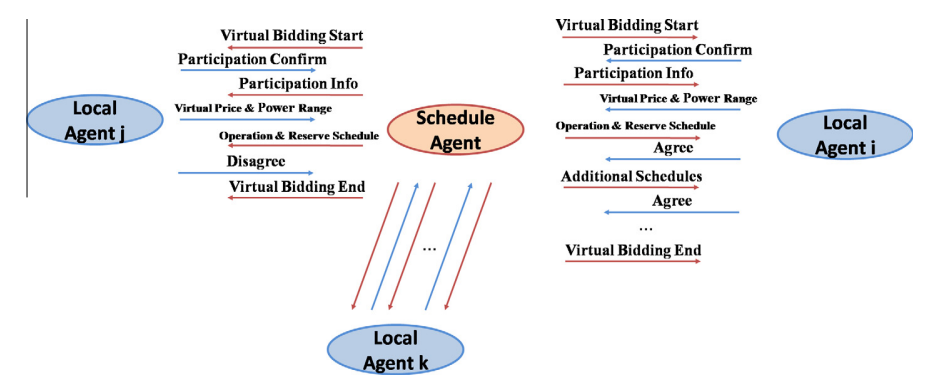 Virtual Bidding Start
Participation Confirm
Participation Info
Virtual Price & Power Range
Operation & Reserve Schedule
Disagree
Virtual Bidding End
Local
Agent j
Schedule
Agent
Virtual Bidding Start
Participation Confirm
Participation Info
Virtual Price & Power Range
Operation & Reserve Schedule
Agree
Additional Schedules
Agree
...
Virtual Bidding End
Local
Agent i
...
Local
Agent k